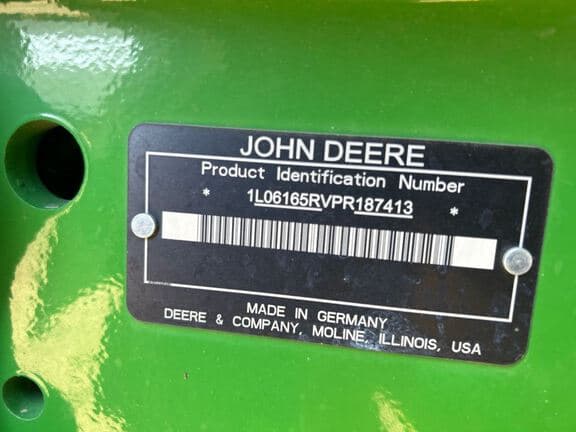 JOHN DEERE
Product Identification Number
* 1L06165RVPR187413 *
MADE IN GERMANY
DEERE & COMPANY, MOLINE, ILLINOIS, USA